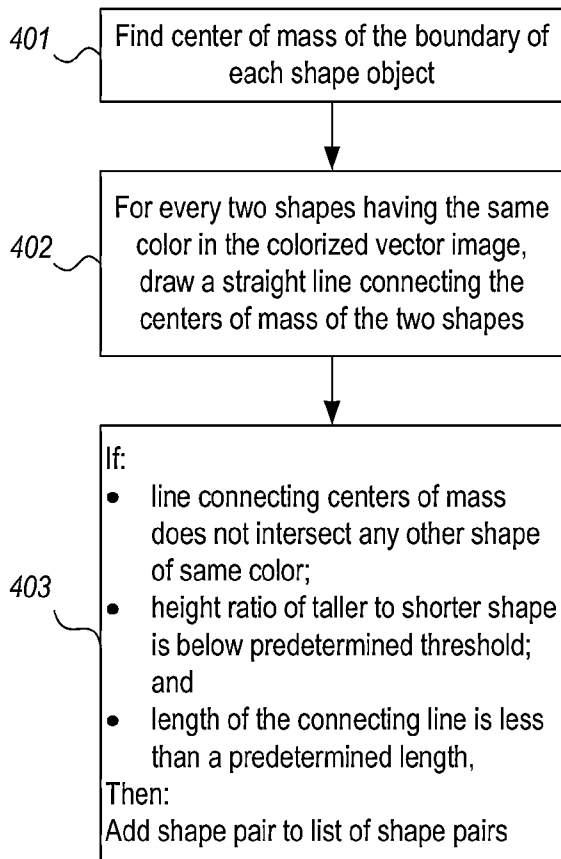 401
Find center of mass of the boundary of
each shape object
402
For every two shapes having the same
color in the colorized vector image,
draw a straight line connecting the
centers of mass of the two shapes
403
If:
• line connecting centers of mass
does not intersect any other shape
of same color;
• height ratio of taller to shorter shape
is below predetermined threshold;
and
• length of the connecting line is less
than a predetermined length,
Then:
Add shape pair to list of shape pairs